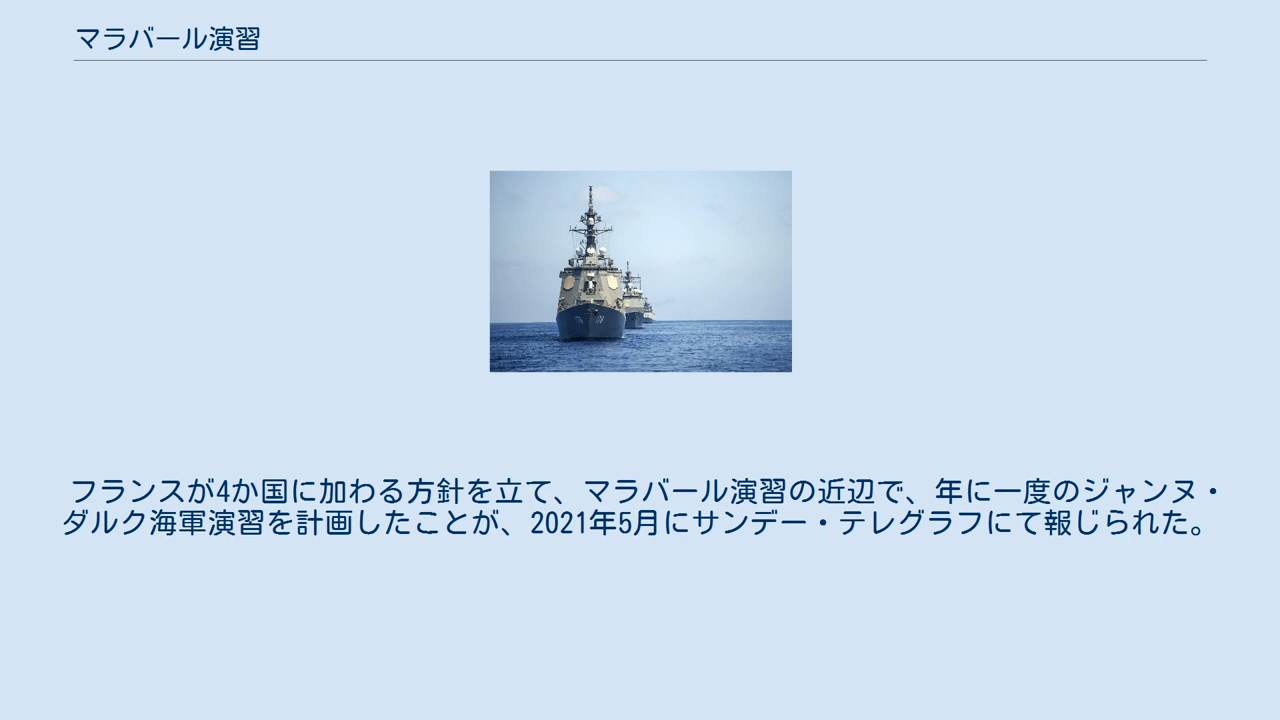 マラバール演習
フランスが4か国に加わる方針を立て、マラバール演習の近辺で、年に一度のジャンヌ・
ダルク海軍演習を計画したことが、2021年5月にサンデー・テレグラフにて報じられた。